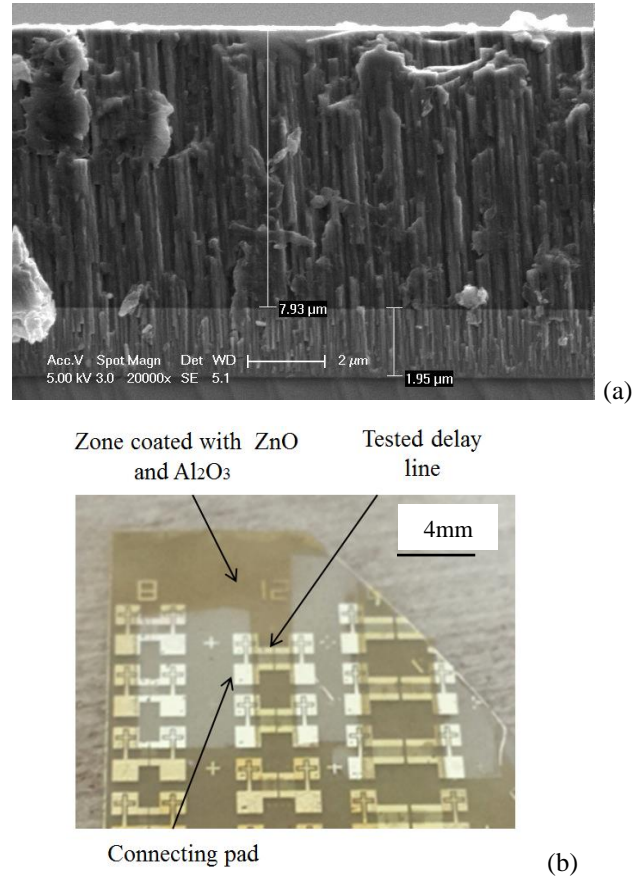 7.93 µm
Acc.V Spot Magn Det WD
5.00 kV 3.0 20000x SE 5.1
2 µm
1.95 µm
(a)
Zone coated with ZnO
and Al2O3
Tested delay
line
4mm
8
12
Connecting pad
(b)